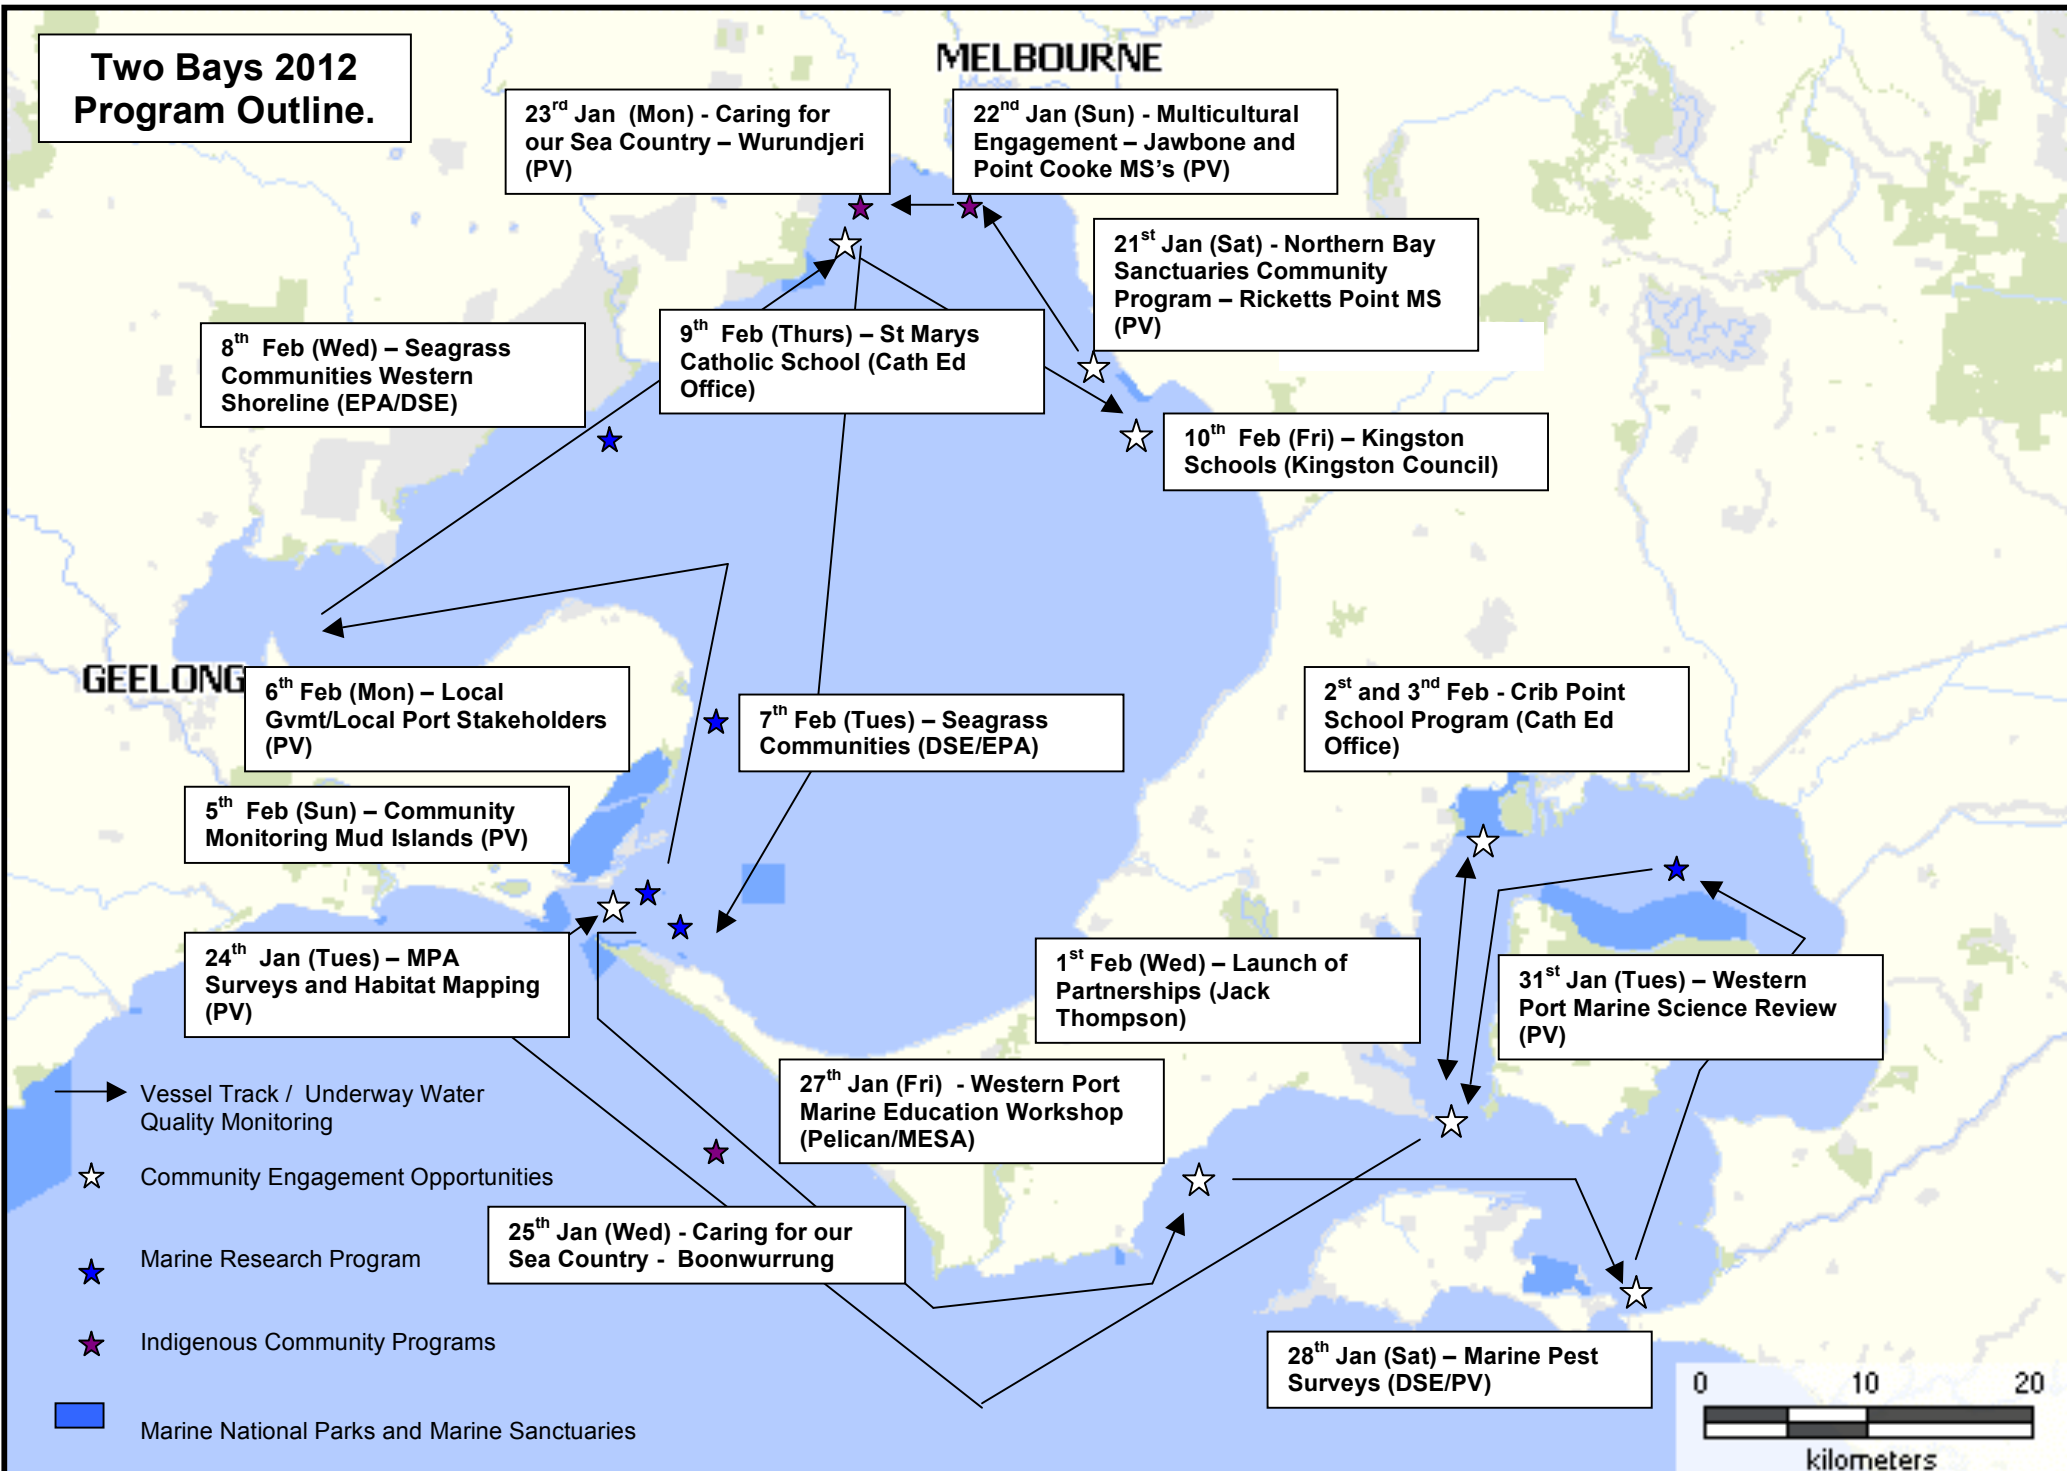 Two Bays 2012
Program Outline.
MELBOURNE
23rd Jan (Mon) - Caring for
our Sea Country – Wurundjeri
(PV)
22nd Jan (Sun) - Multicultural
Engagement – Jawbone and
Point Cooke MS's (PV)
21st Jan (Sat) - Northern Bay
Sanctuaries Community
Program – Ricketts Point MS
(PV)
8th Feb (Wed) – Seagrass
Communities Western
Shoreline (EPA/DSE)
9th Feb (Thurs) – St Marys
Catholic School (Cath Ed
Office)
10th Feb (Fri) – Kingston
Schools (Kingston Council)
GEELONG
6th Feb (Mon) – Local
Gvmt/Local Port Stakeholders
(PV)
7th Feb (Tues) – Seagrass
Communities (DSE/EPA)
2st and 3nd Feb - Crib Point
School Program (Cath Ed
Office)
5th Feb (Sun) – Community
Monitoring Mud Islands (PV)
24th Jan (Tues) – MPA
Surveys and Habitat Mapping
(PV)
1st Feb (Wed) – Launch of
Partnerships (Jack
Thompson)
31st Jan (Tues) – Western
Port Marine Science Review
(PV)
27th Jan (Fri) - Western Port
Marine Education Workshop
(Pelican/MESA)
25th Jan (Wed) - Caring for our
Sea Country - Boonwurrung
28th Jan (Sat) – Marine Pest
Surveys (DSE/PV)
Vessel Track / Underway Water
Quality Monitoring
Community Engagement Opportunities
Marine Research Program
Indigenous Community Programs
Marine National Parks and Marine Sanctuaries
0 10 20
kilometers